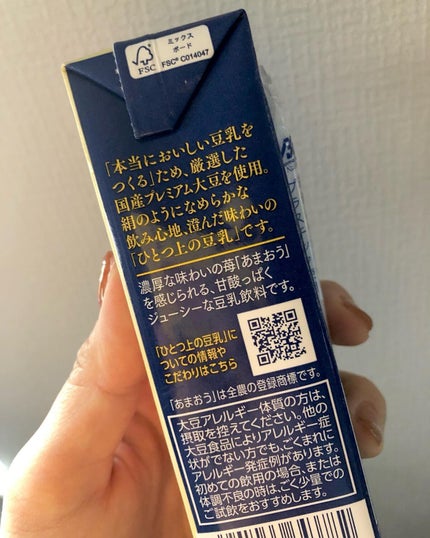 ミックス
ボード
FSC
FSC® C014047
「本当においしい豆乳を
つくる」ため、厳選した
国産プレミアム大豆を使用。
絹のようになめらかな
飲み心地、澄んだ味わいの
「ひとつ上の豆乳」です。
濃厚な味わいの苺「あまおう」
を感じられる、甘酸っぱく
ジューシーな豆乳飲料です。
「ひとつ上の豆乳」に
ついての情報や
こだわりはこちら
「あまおう」は全農の登録商標です。
大豆アレルギー体質の方は、
摂取を控えてください。他の
大豆食品によりアレルギー症
状がでない方でも、ごくまれに
アレルギー発症例があります。
初めての飲用の場合、または
体調不良の時は、ごく少量での
ご試飲をおすすめします。